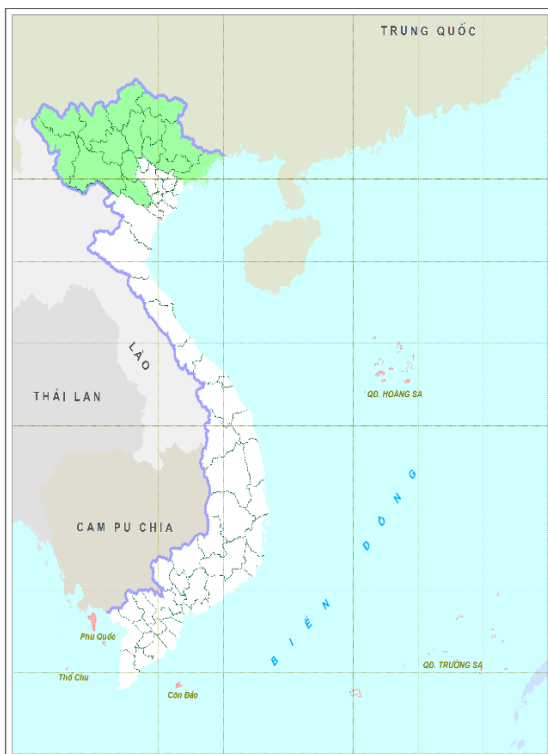 TRUNG QUỐC
LÀO
THÁI LAN
QĐ. HOÀNG SA
CAM PU CHIA
BIỂN ĐÔNG
Phú Quốc
QĐ. TRƯỜNG SA
Thổ Chu
Côn Đảo